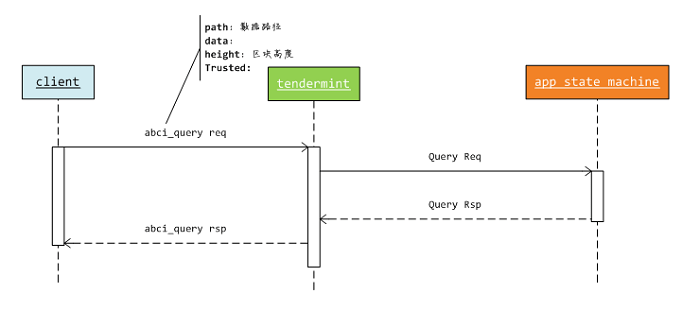 path: 数据路径
data:
height: 区块高度
Trusted:
client
tendermint
app state machine
abci_query req
Query Req
Query Rsp
abci_query rsp